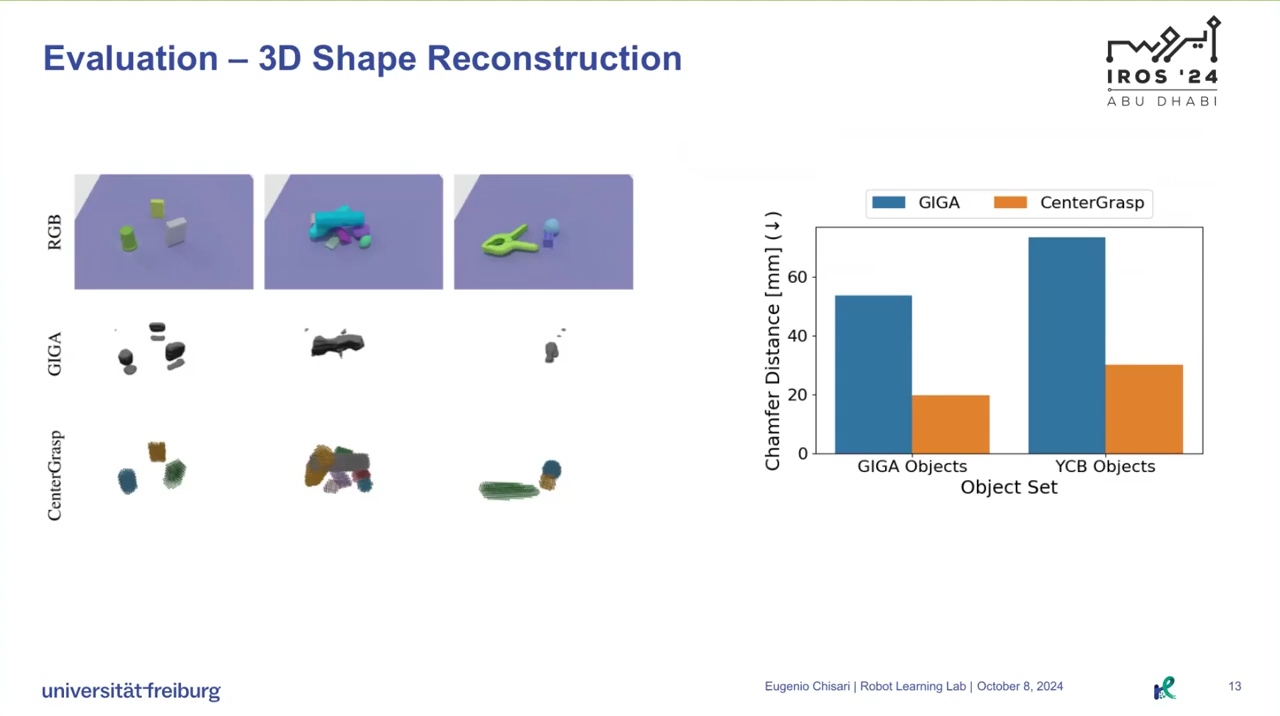 Evaluation – 3D Shape Reconstruction
IROS '24
ABU DHABI
RGB
GIGA
CenterGrasp
GIGA
CenterGrasp
Chamfer Distance [mm] (↓)
60
40
20
0
GIGA Objects
YCB Objects
Object Set
universität freiburg
Eugenio Chisari | Robot Learning Lab | October 8, 2024
13